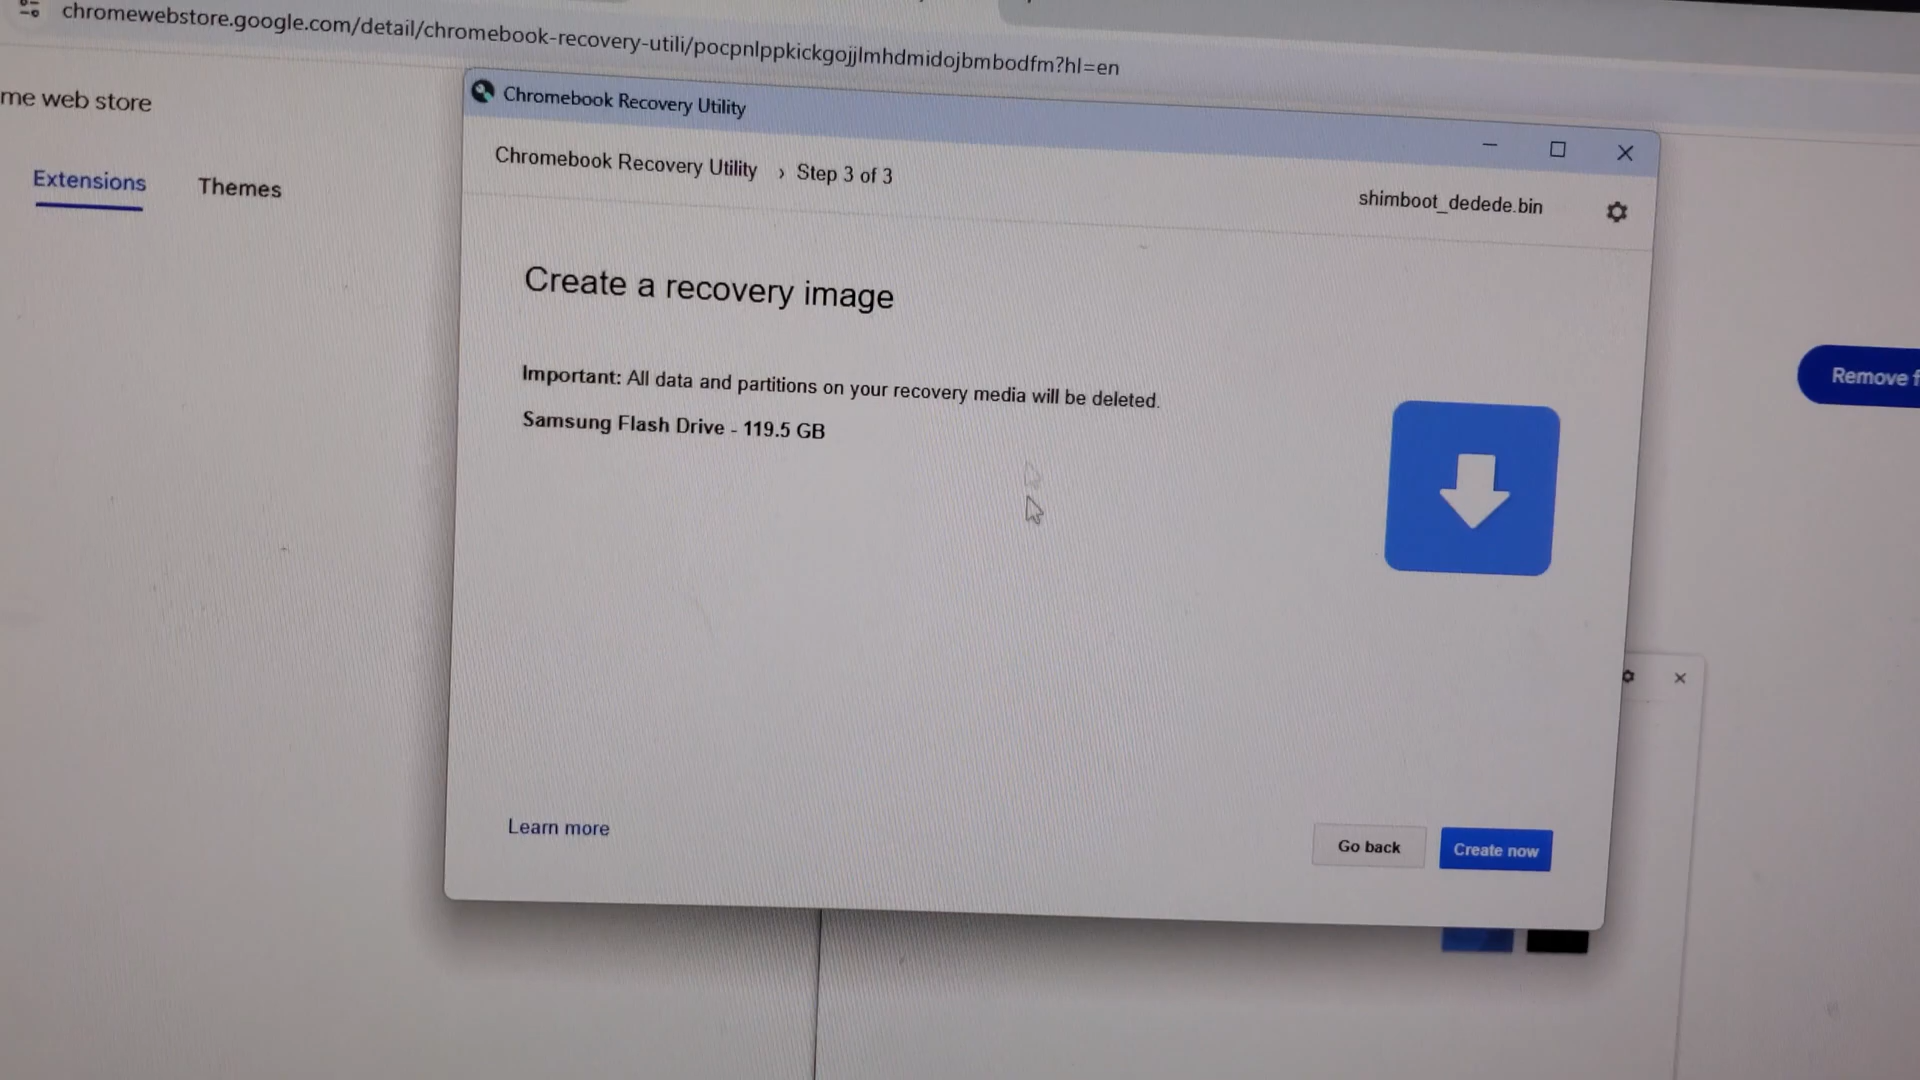 chromewebstore.google.com/detail/chromebook-recovery-utili/pocpnlppkickgojjlmhdmidojbmbodfm?hl=en
me web store
Extensions
Themes
Chromebook Recovery Utility
Chromebook Recovery Utility › Step 3 of 3
shimboot_dedede.bin
Create a recovery image
Important: All data and partitions on your recovery media will be deleted.
Samsung Flash Drive - 119.5 GB
Remove f
Learn more
Go back
Create now